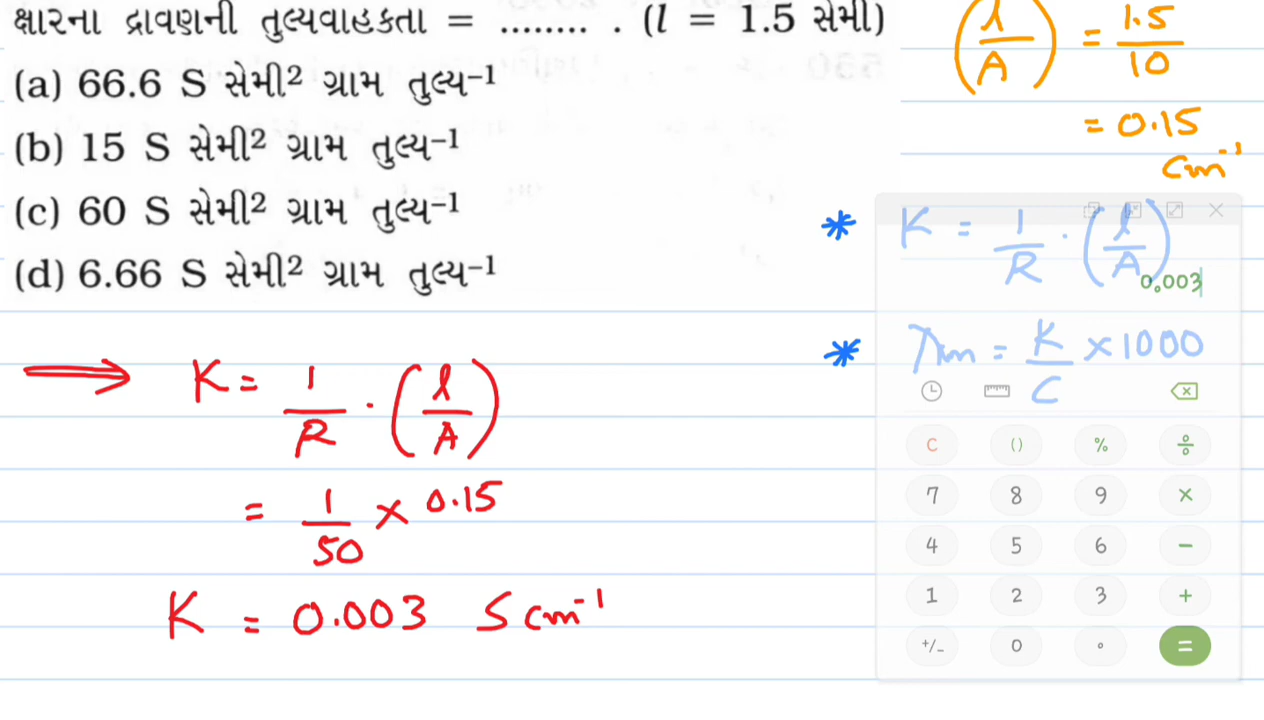 ક્ષારના દ્રાવણની તુલ્યવાહકતા = ........ . (l = 1.5 સેમી)
(a) 66.6 S સેમી² ગ્રામ તુલ્ય⁻¹
(b) 15 S સેમી² ગ્રામ તુલ્ય⁻¹
(c) 60 S સેમી² ગ્રામ તુલ્ય⁻¹
(d) 6.66 S સેમી² ગ્રામ તુલ્ય⁻¹
(l/A) = 1.5/10
= 0.15
cm⁻¹
* K = 1/R · (l/A)
0.003
* λm = K/C × 1000
⟹ K = 1/R · (l/A)
= 1/50 × 0.15
K = 0.003 S cm⁻¹
C () % ÷
7 8 9 ×
4 5 6 −
1 2 3 +
+/− 0 . =